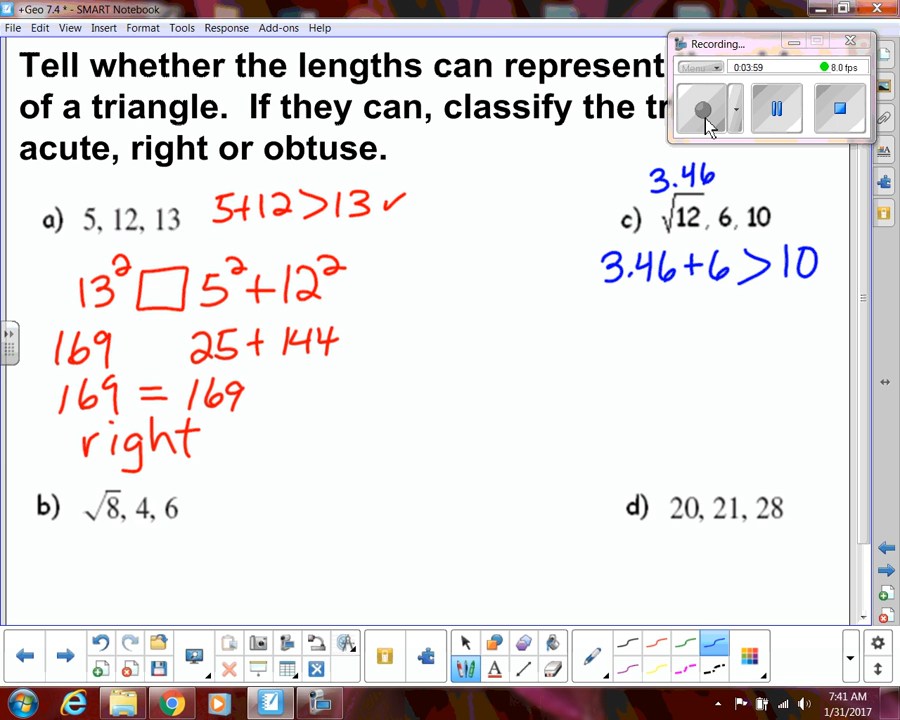 +Geo 7.4 * - SMART Notebook
File Edit View Insert Format Tools Response Add-ons Help
Recording...
Menu 0:03:59 8.0 fps
Tell whether the lengths can represent
of a triangle. If they can, classify the tr
acute, right or obtuse.
a) 5, 12, 13 5+12>13 ✓
13² □ 5²+12²
169 25+144
169 = 169
right
3.46
c) √12, 6, 10
3.46+6>10
b) √8, 4, 6
d) 20, 21, 28
A
7:41 AM
1/31/2017